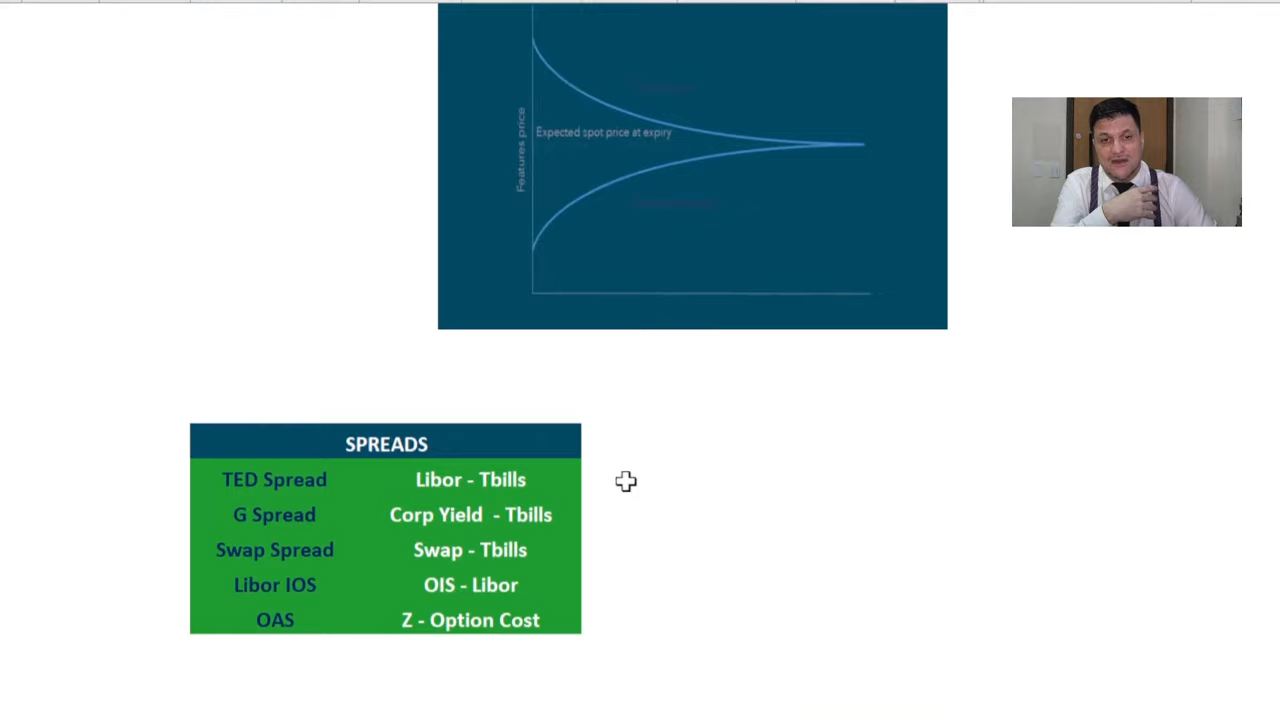 Features price
Expected spot price at expiry
SPREADS
TED Spread Libor - Tbills
G Spread Corp Yield - Tbills
Swap Spread Swap - Tbills
Libor IOS OIS - Libor
OAS Z - Option Cost